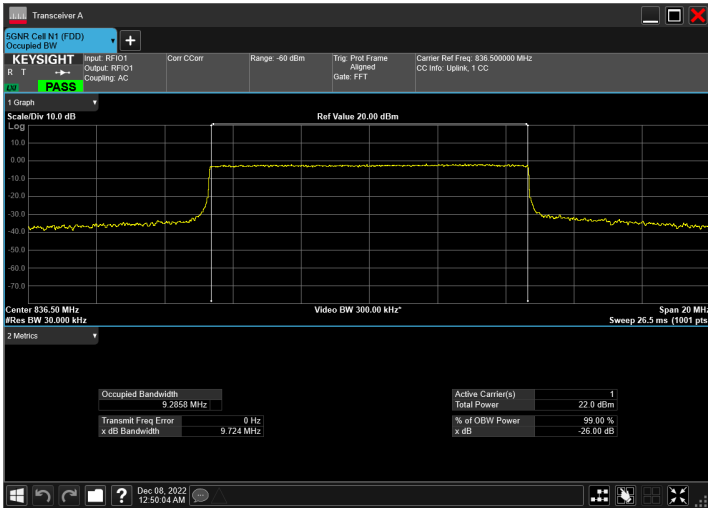 Transceiver A
5GNR Cell N1 (FDD)
Occupied BW
KEYSIGHT
R T
LXI
PASS
Input: RFIO1
Output: RFIO1
Coupling: AC
Corr CCorr
Range: -60 dBm
Trig: Prot Frame
Aligned
Gate: FFT
Carrier Ref Freq: 836.500000 MHz
CC Info: Uplink, 1 CC
1 Graph
Scale/Div 10.0 dB
Ref Value 20.00 dBm
Log
10.0
0.00
-10.0
-20.0
-30.0
-40.0
-50.0
-60.0
-70.0
Center 836.50 MHz
Video BW 300.00 kHz*
Span 20 MHz
#Res BW 30.000 kHz
Sweep 26.5 ms (1001 pts
2 Metrics
Occupied Bandwidth
9.2858 MHz
Transmit Freq Error 0 Hz
x dB Bandwidth 9.724 MHz
Active Carrier(s) 1
Total Power 22.0 dBm
% of OBW Power 99.00 %
x dB -26.00 dB
Dec 08, 2022
12:50:04 AM